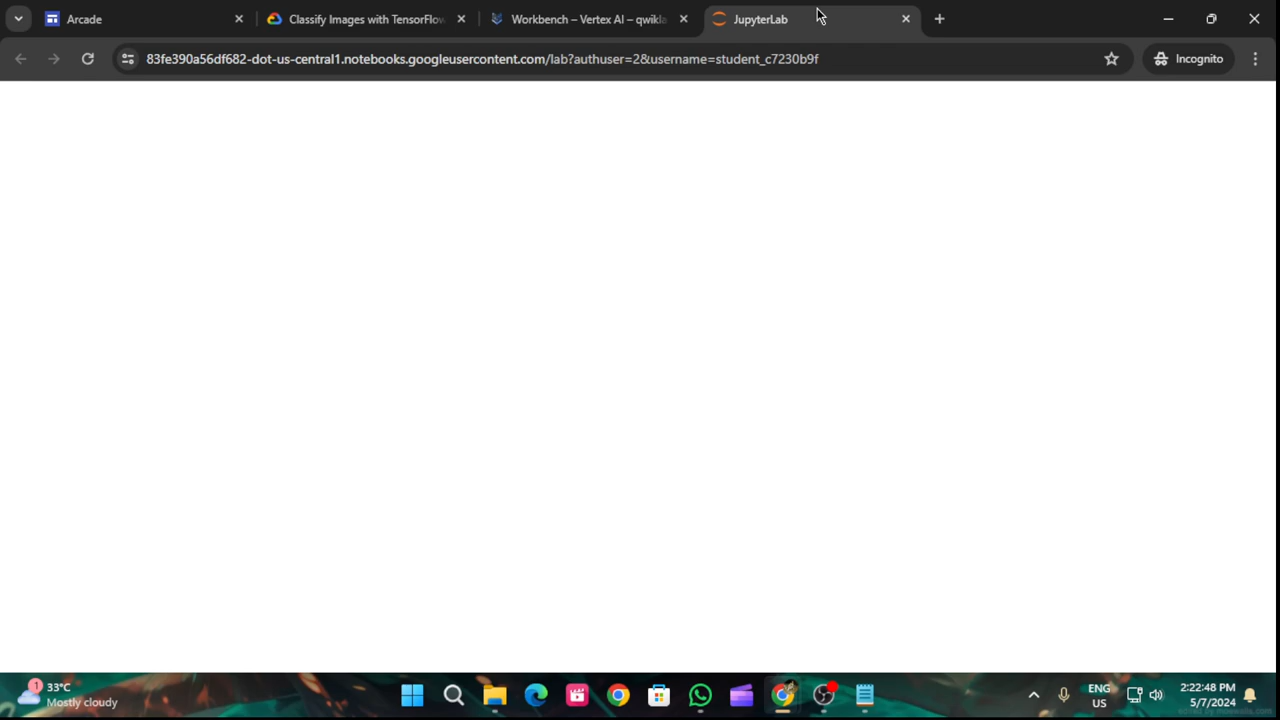 Arcade
Classify Images with TensorFlow
Workbench – Vertex AI – qwikla
JupyterLab
83fe390a56df682-dot-us-central1.notebooks.googleusercontent.com/lab?authuser=2&username=student_c7230b9f
Incognito
1
33°C
Mostly cloudy
ENG
US
2:22:48 PM
5/7/2024